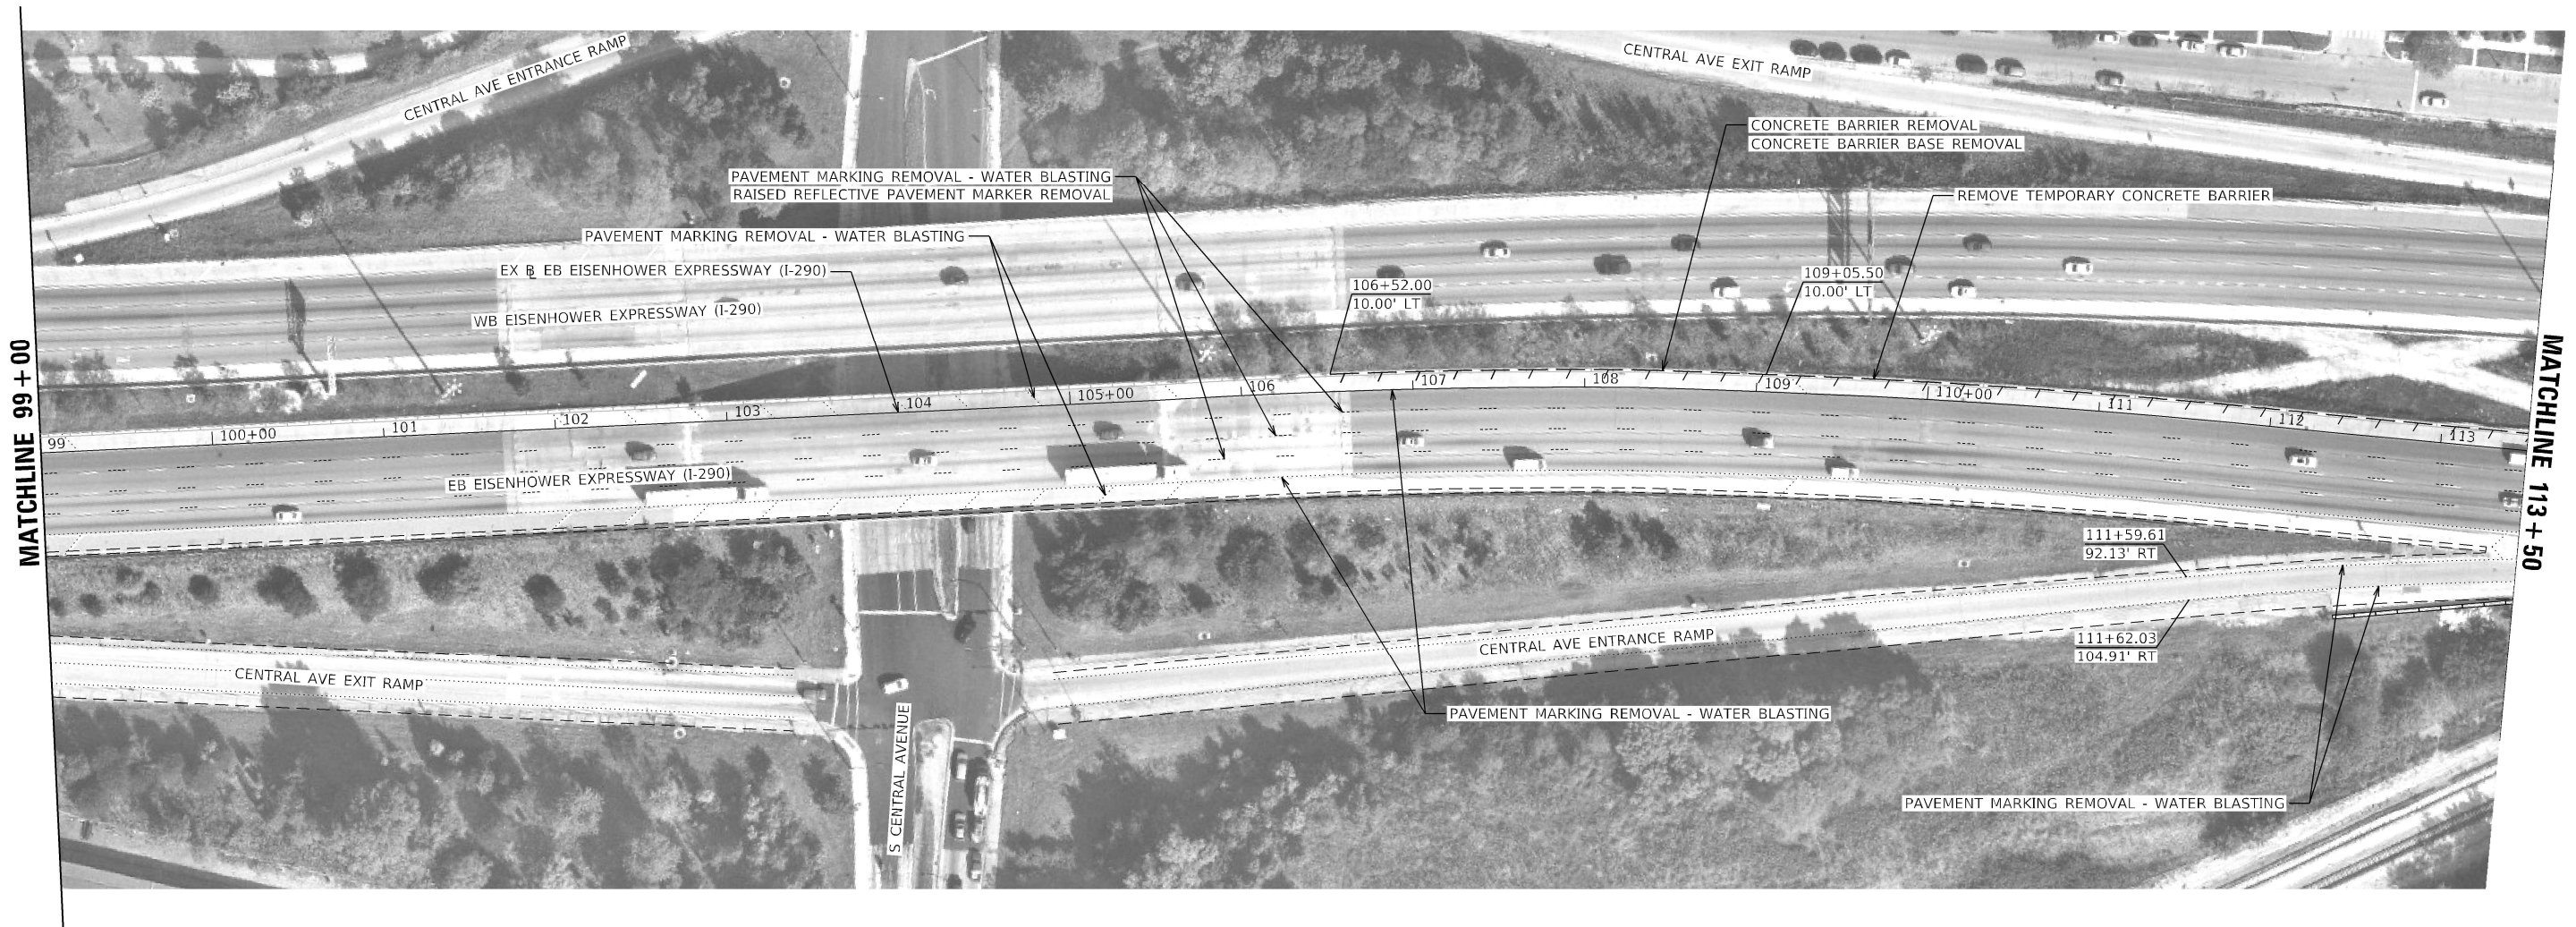 CENTRAL AVE ENTRANCE RAMP
CENTRAL AVE EXIT RAMP
CONCRETE BARRIER REMOVAL
CONCRETE BARRIER BASE REMOVAL
PAVEMENT MARKING REMOVAL - WATER BLASTING
RAISED REFLECTIVE PAVEMENT MARKER REMOVAL
REMOVE TEMPORARY CONCRETE BARRIER
PAVEMENT MARKING REMOVAL - WATER BLASTING
EX ⅊ EB EISENHOWER EXPRESSWAY (I-290)
WB EISENHOWER EXPRESSWAY (I-290)
106+52.00
10.00' LT
109+05.50
10.00' LT
MATCHLINE 99+00
MATCHLINE 113+50
99
100+00
101
102
103
104
105+00
106
107
108
109
110+00
111
112
113
EB EISENHOWER EXPRESSWAY (I-290)
111+59.61
92.13' RT
111+62.03
104.91' RT
CENTRAL AVE ENTRANCE RAMP
CENTRAL AVE EXIT RAMP
S CENTRAL AVENUE
PAVEMENT MARKING REMOVAL - WATER BLASTING
PAVEMENT MARKING REMOVAL - WATER BLASTING